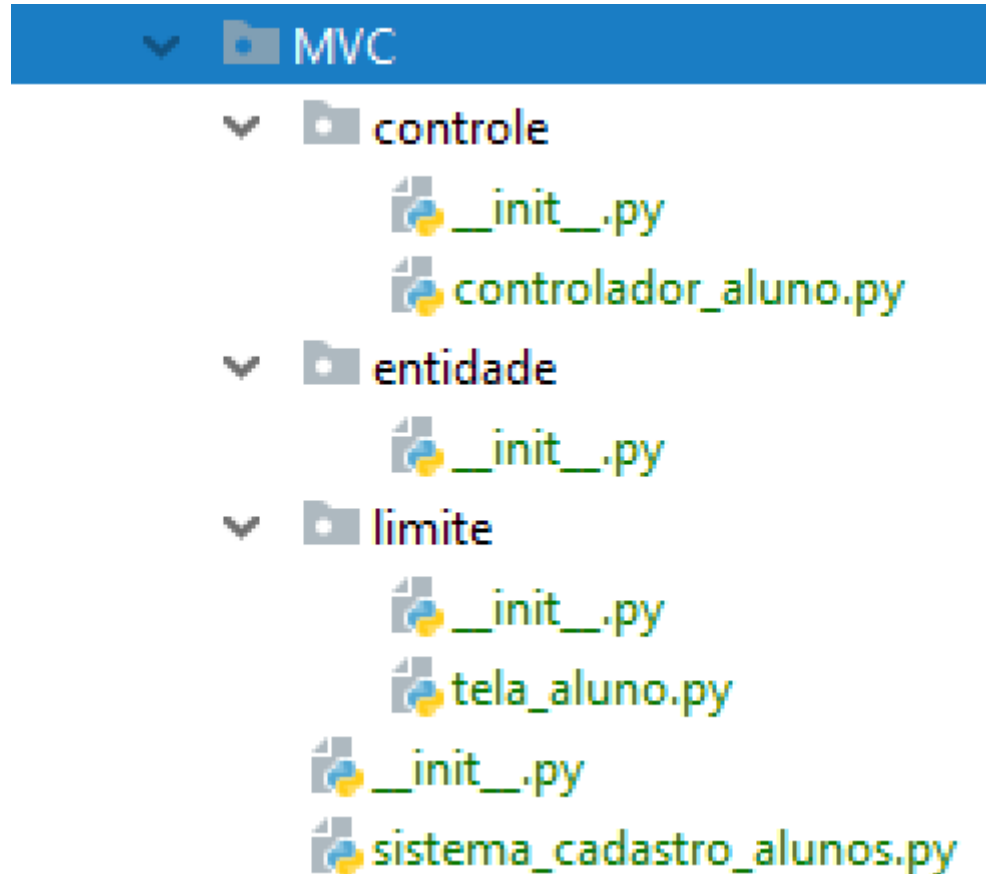 MVC
controle
__init__.py
controlador_aluno.py
entidade
__init__.py
limite
__init__.py
tela_aluno.py
__init__.py
sistema_cadastro_alunos.py